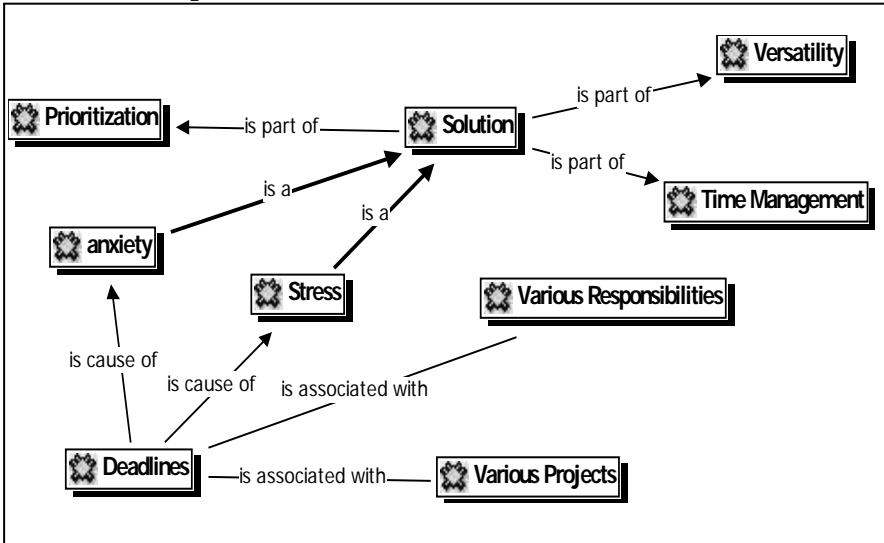 Versatility
is part of
Prioritization
is part of
Solution
is part of
Time Management
is a
is a
anxiety
Stress
Various Responsibilities
is cause of
is cause of
is associated with
Deadlines
is associated with
Various Projects